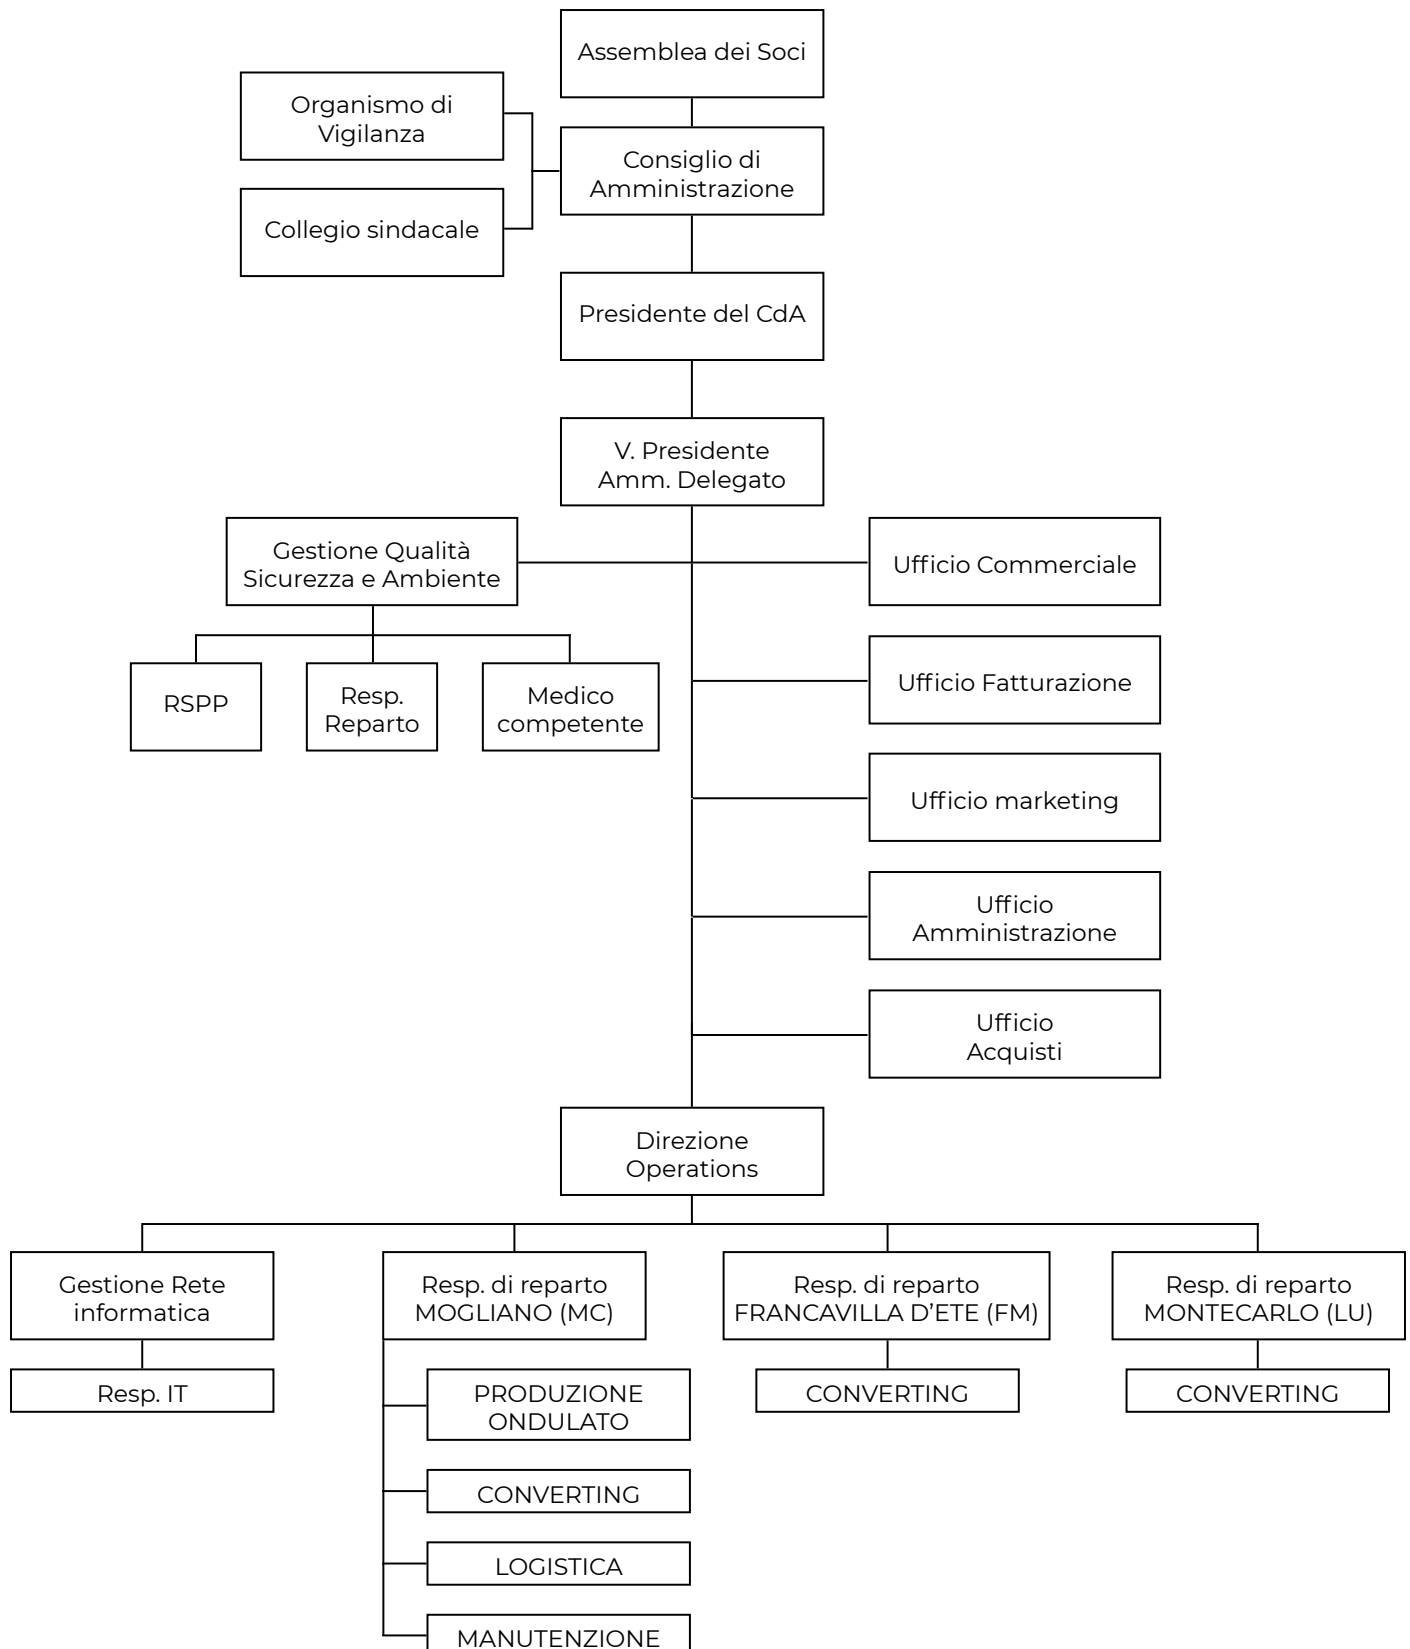 Assemblea dei Soci
Organismo di
Vigilanza
Consiglio di
Amministrazione
Collegio sindacale
Presidente del CdA
V. Presidente
Amm. Delegato
Gestione Qualità
Sicurezza e Ambiente
Ufficio Commerciale
RSPP
Resp.
Reparto
Medico
competente
Ufficio Fatturazione
Ufficio marketing
Ufficio
Amministrazione
Ufficio
Acquisti
Direzione
Operations
Gestione Rete
informatica
Resp. di reparto
MOGLIANO (MC)
Resp. di reparto
FRANCAVILLA D’ETE (FM)
Resp. di reparto
MONTECARLO (LU)
Resp. IT
PRODUZIONE
ONDULATO
CONVERTING
CONVERTING
CONVERTING
LOGISTICA
MANUTENZIONE